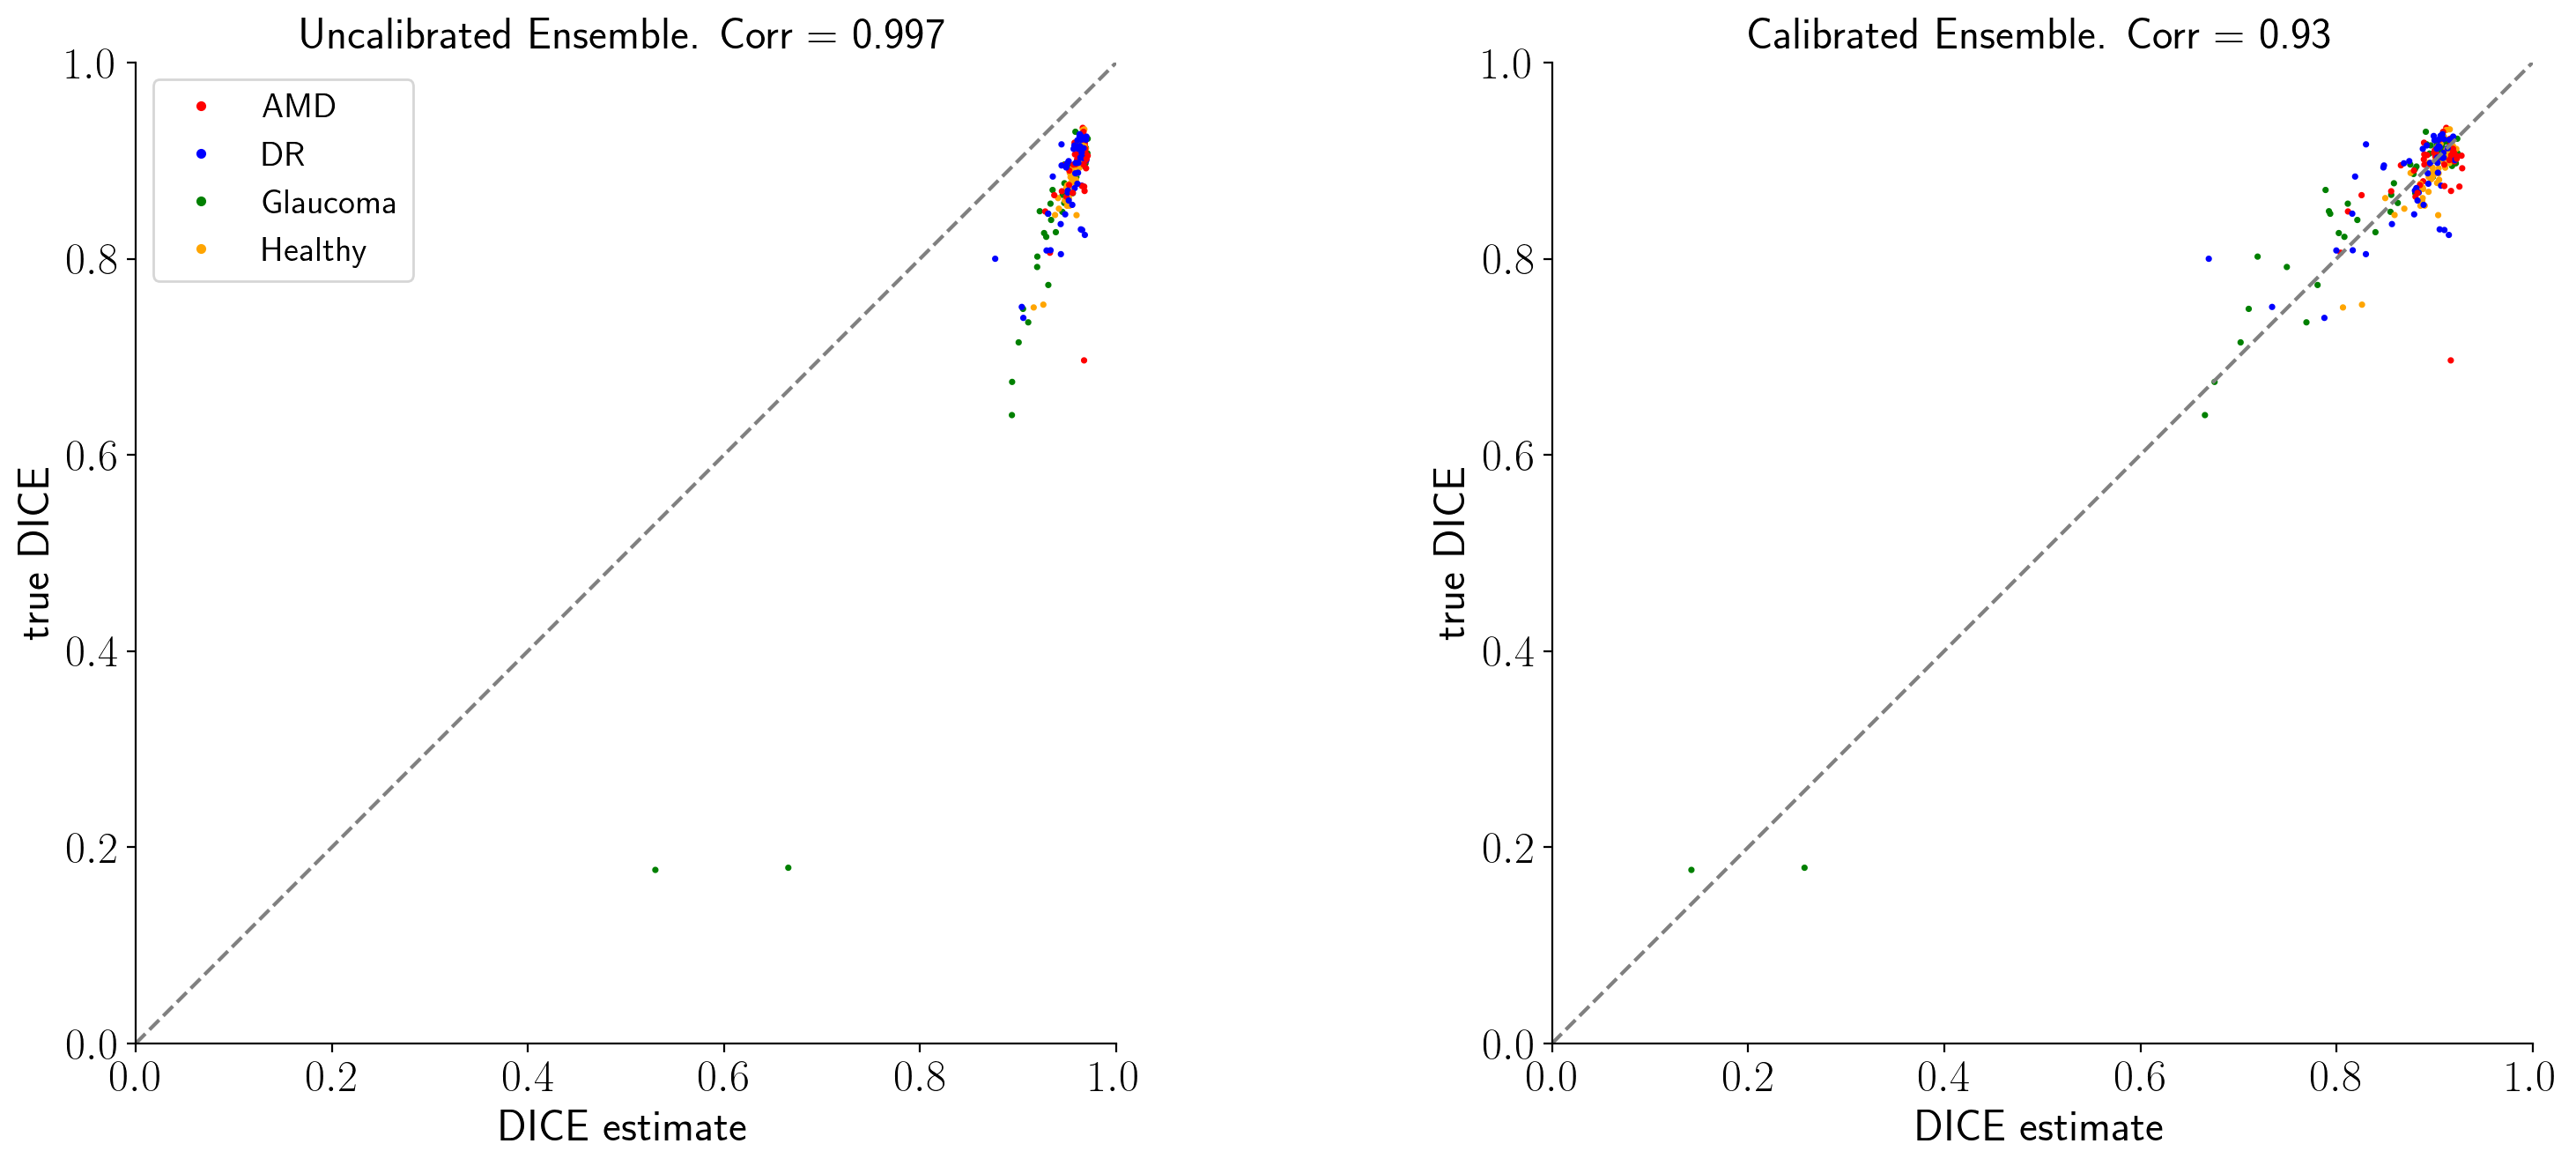 Uncalibrated Ensemble. Corr = 0.997
1.0
0.8
0.6
0.4
0.2
0.0
AMD
DR
Glaucoma
Healthy
true DICE
0.0 0.2 0.4 0.6 0.8 1.0
DICE estimate
Calibrated Ensemble. Corr = 0.93
1.0
0.8
0.6
0.4
0.2
0.0
true DICE
0.0 0.2 0.4 0.6 0.8 1.0
DICE estimate